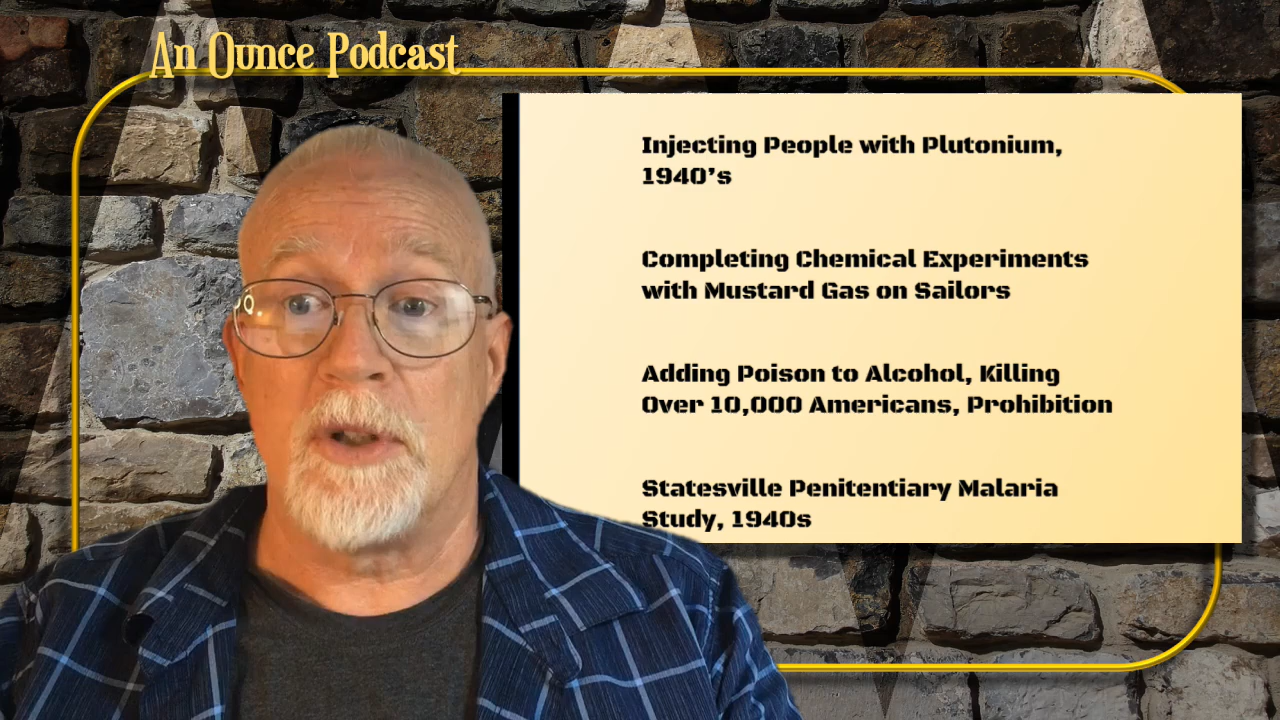 An Ounce Podcast
Injecting People with Plutonium,
1940's
Completing Chemical Experiments
with Mustard Gas on Sailors
Adding Poison to Alcohol, Killing
Over 10,000 Americans, Prohibition
Statesville Penitentiary Malaria
Study, 1940s